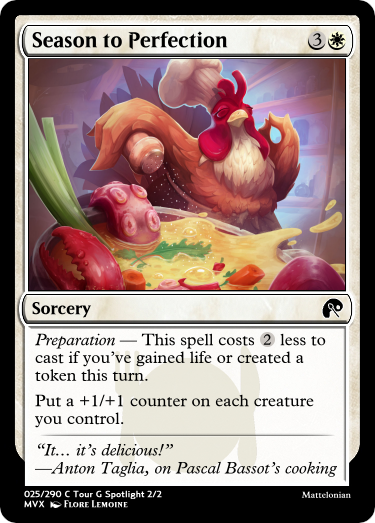 Season to Perfection 3
Sorcery
Preparation — This spell costs 2 less to
cast if you've gained life or created a
token this turn.
Put a +1/+1 counter on each creature
you control.
“It… it's delicious!”
—Anton Taglia, on Pascal Bassot's cooking
025/290 C Tour G Spotlight 2/2
MVX Flore Lemoine
Mattelonian